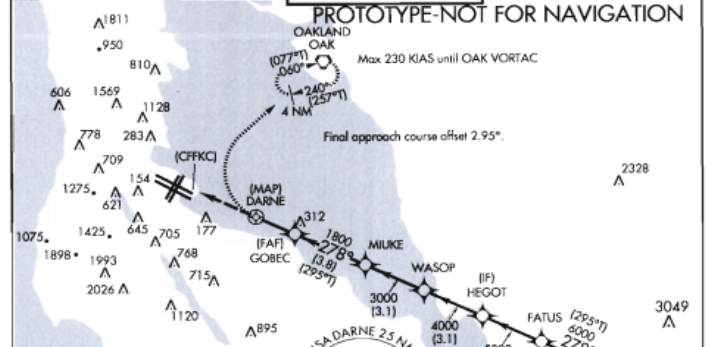 PROTOTYPE-NOT FOR NAVIGATION
1811
950
OAKLAND
OAK
(077°T)
060°
Max 230 KIAS until OAK VORTAC
810
240°
(257°T)
4 NM
606
1569
1128
283
778
Final approach course offset 2.95°.
(CFFKC)
709
2328
1275
154
621
(MAP)
DARNE
645
177
312
1075
1425
705
(FAF)
GOBEC
1800
278°
(3.8)
(295°T)
MIUKE
1898
1993
768
WASOP
2026
715
3000
(3.1)
(IF)
HEGOT
1120
4000
(3.1)
FATUS
(295°T)
6000
3049
895
DARNE 25